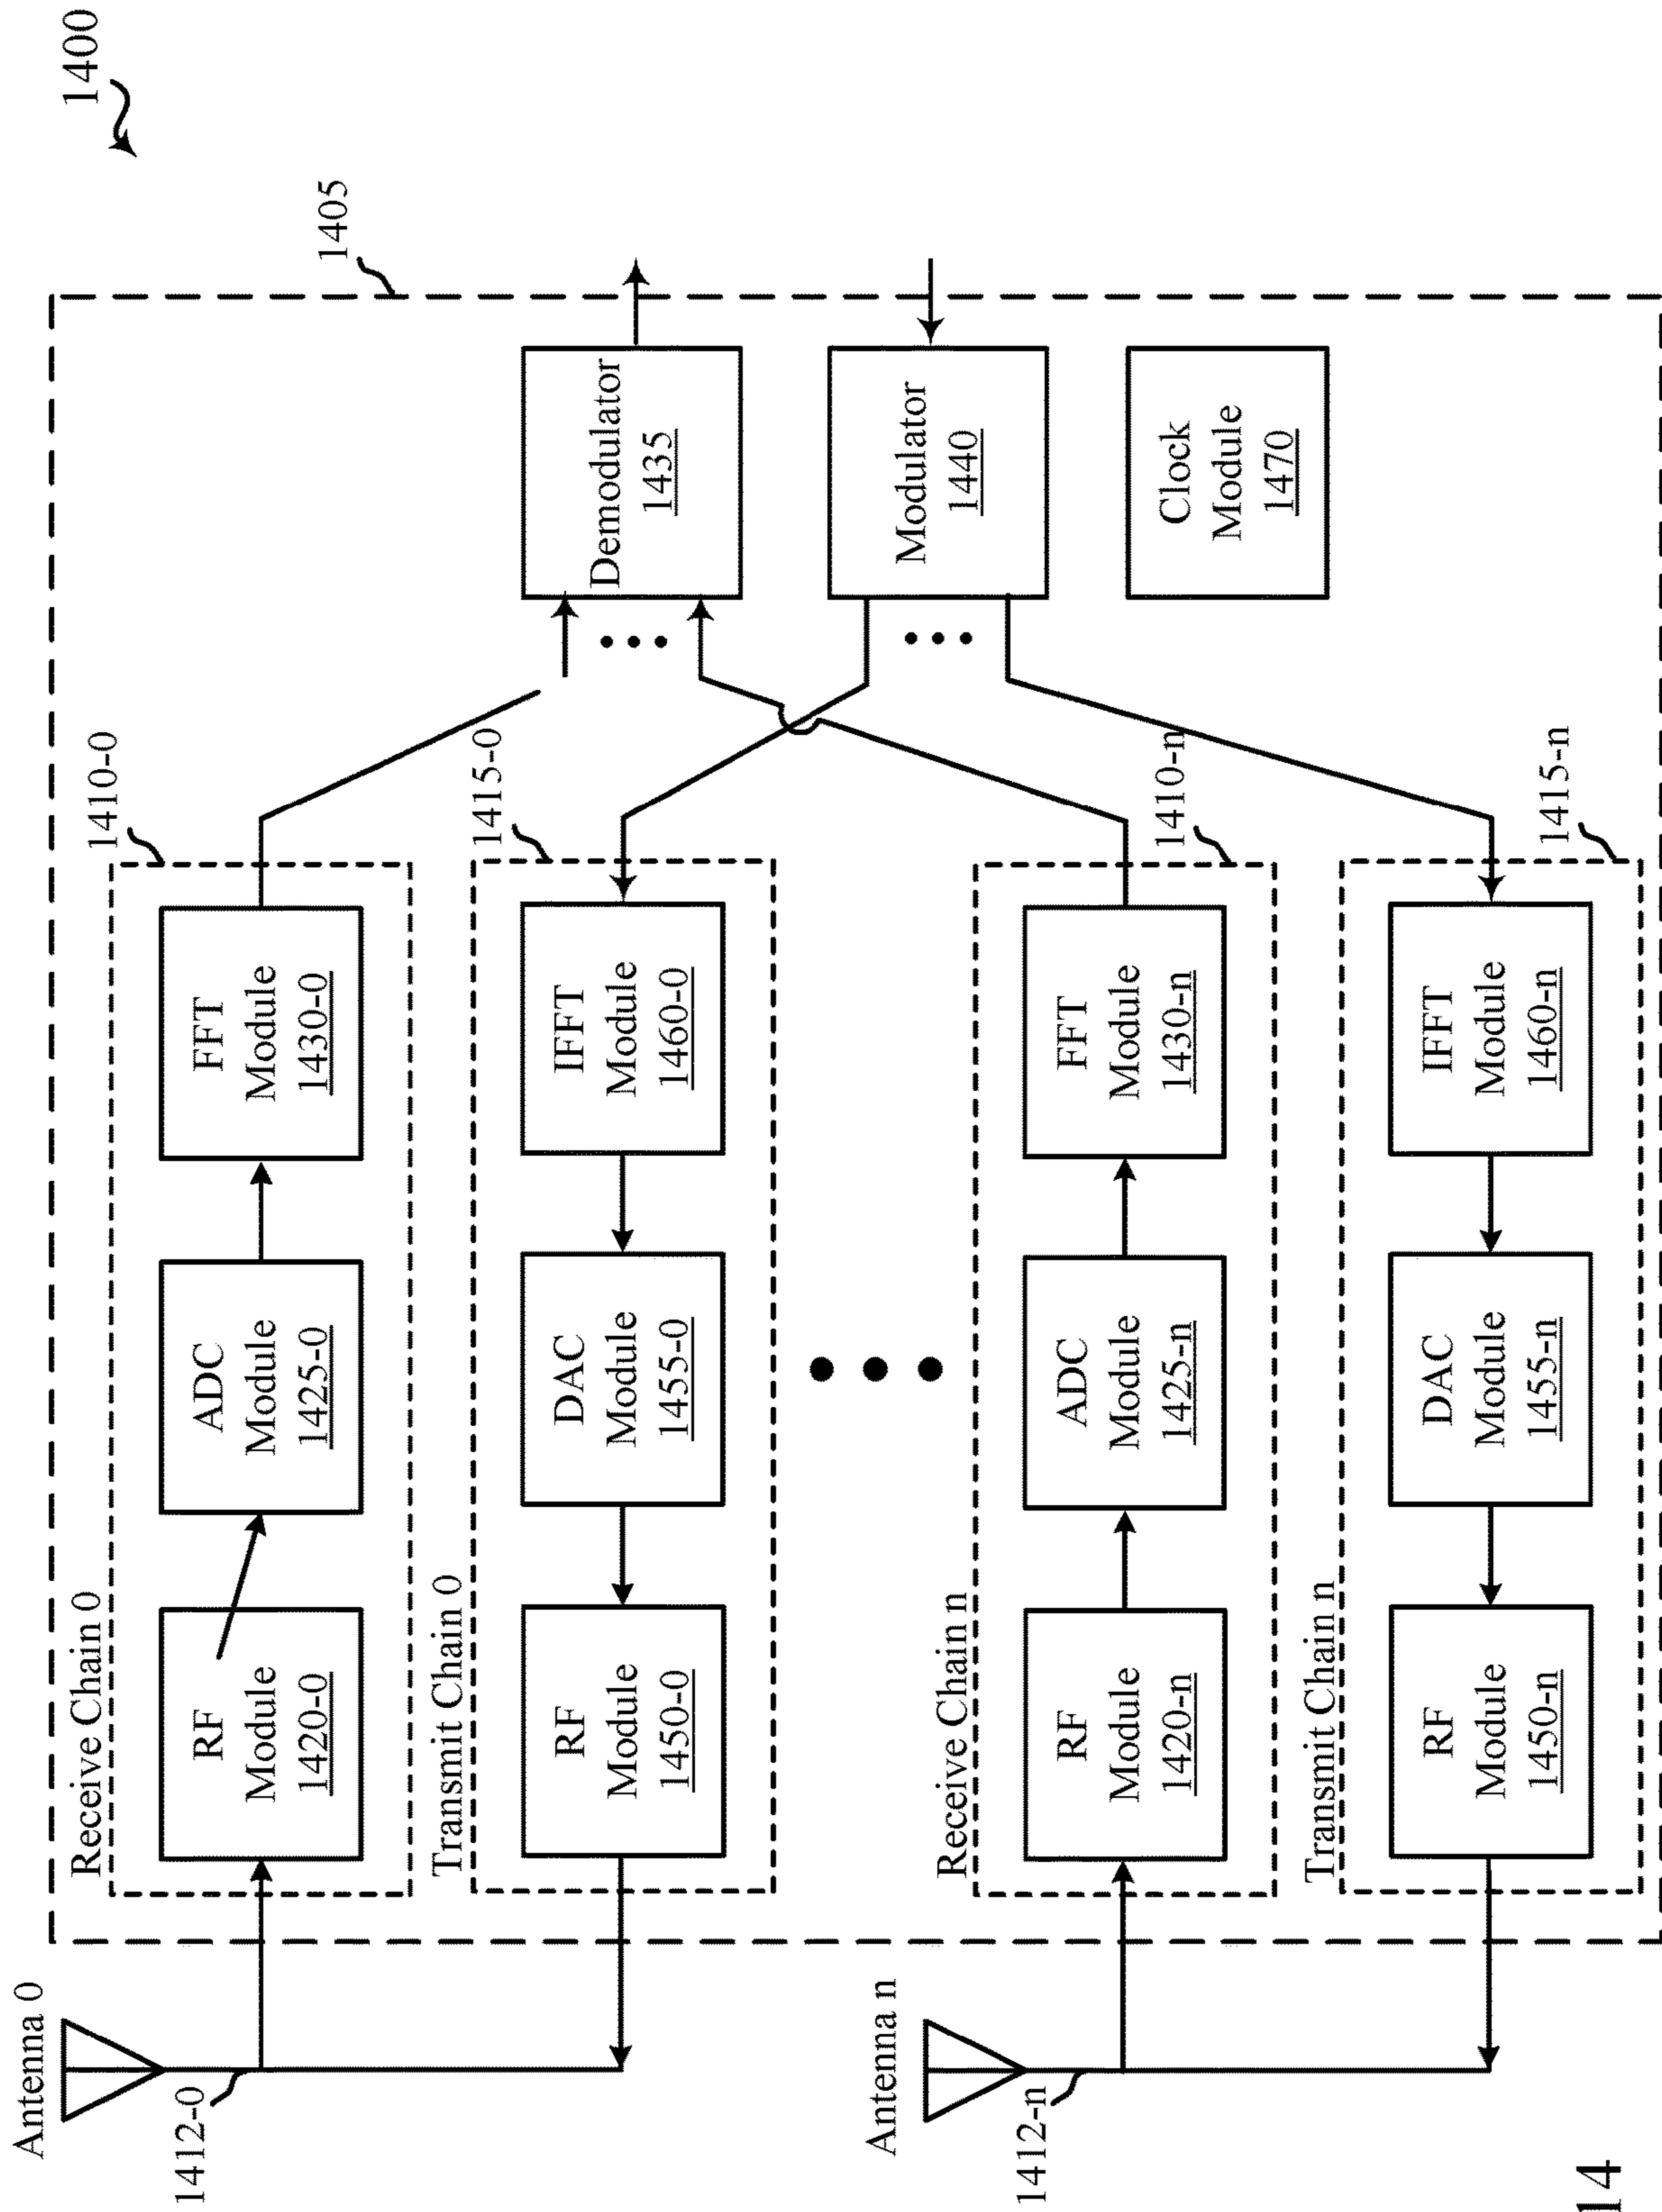 1400
1405
Antenna 0
1412-0
Receive Chain 0
1410-0
RF
Module
1420-0
ADC
Module
1425-0
FFT
Module
1430-0
Transmit Chain 0
1415-0
RF
Module
1450-0
DAC
Module
1455-0
IFFT
Module
1460-0
Demodulator
1435
Modulator
1440
Clock
Module
1470
Antenna n
1412-n
Receive Chain n
1410-n
RF
Module
1420-n
ADC
Module
1425-n
FFT
Module
1430-n
Transmit Chain n
1415-n
RF
Module
1450-n
DAC
Module
1455-n
IFFT
Module
1460-n
14